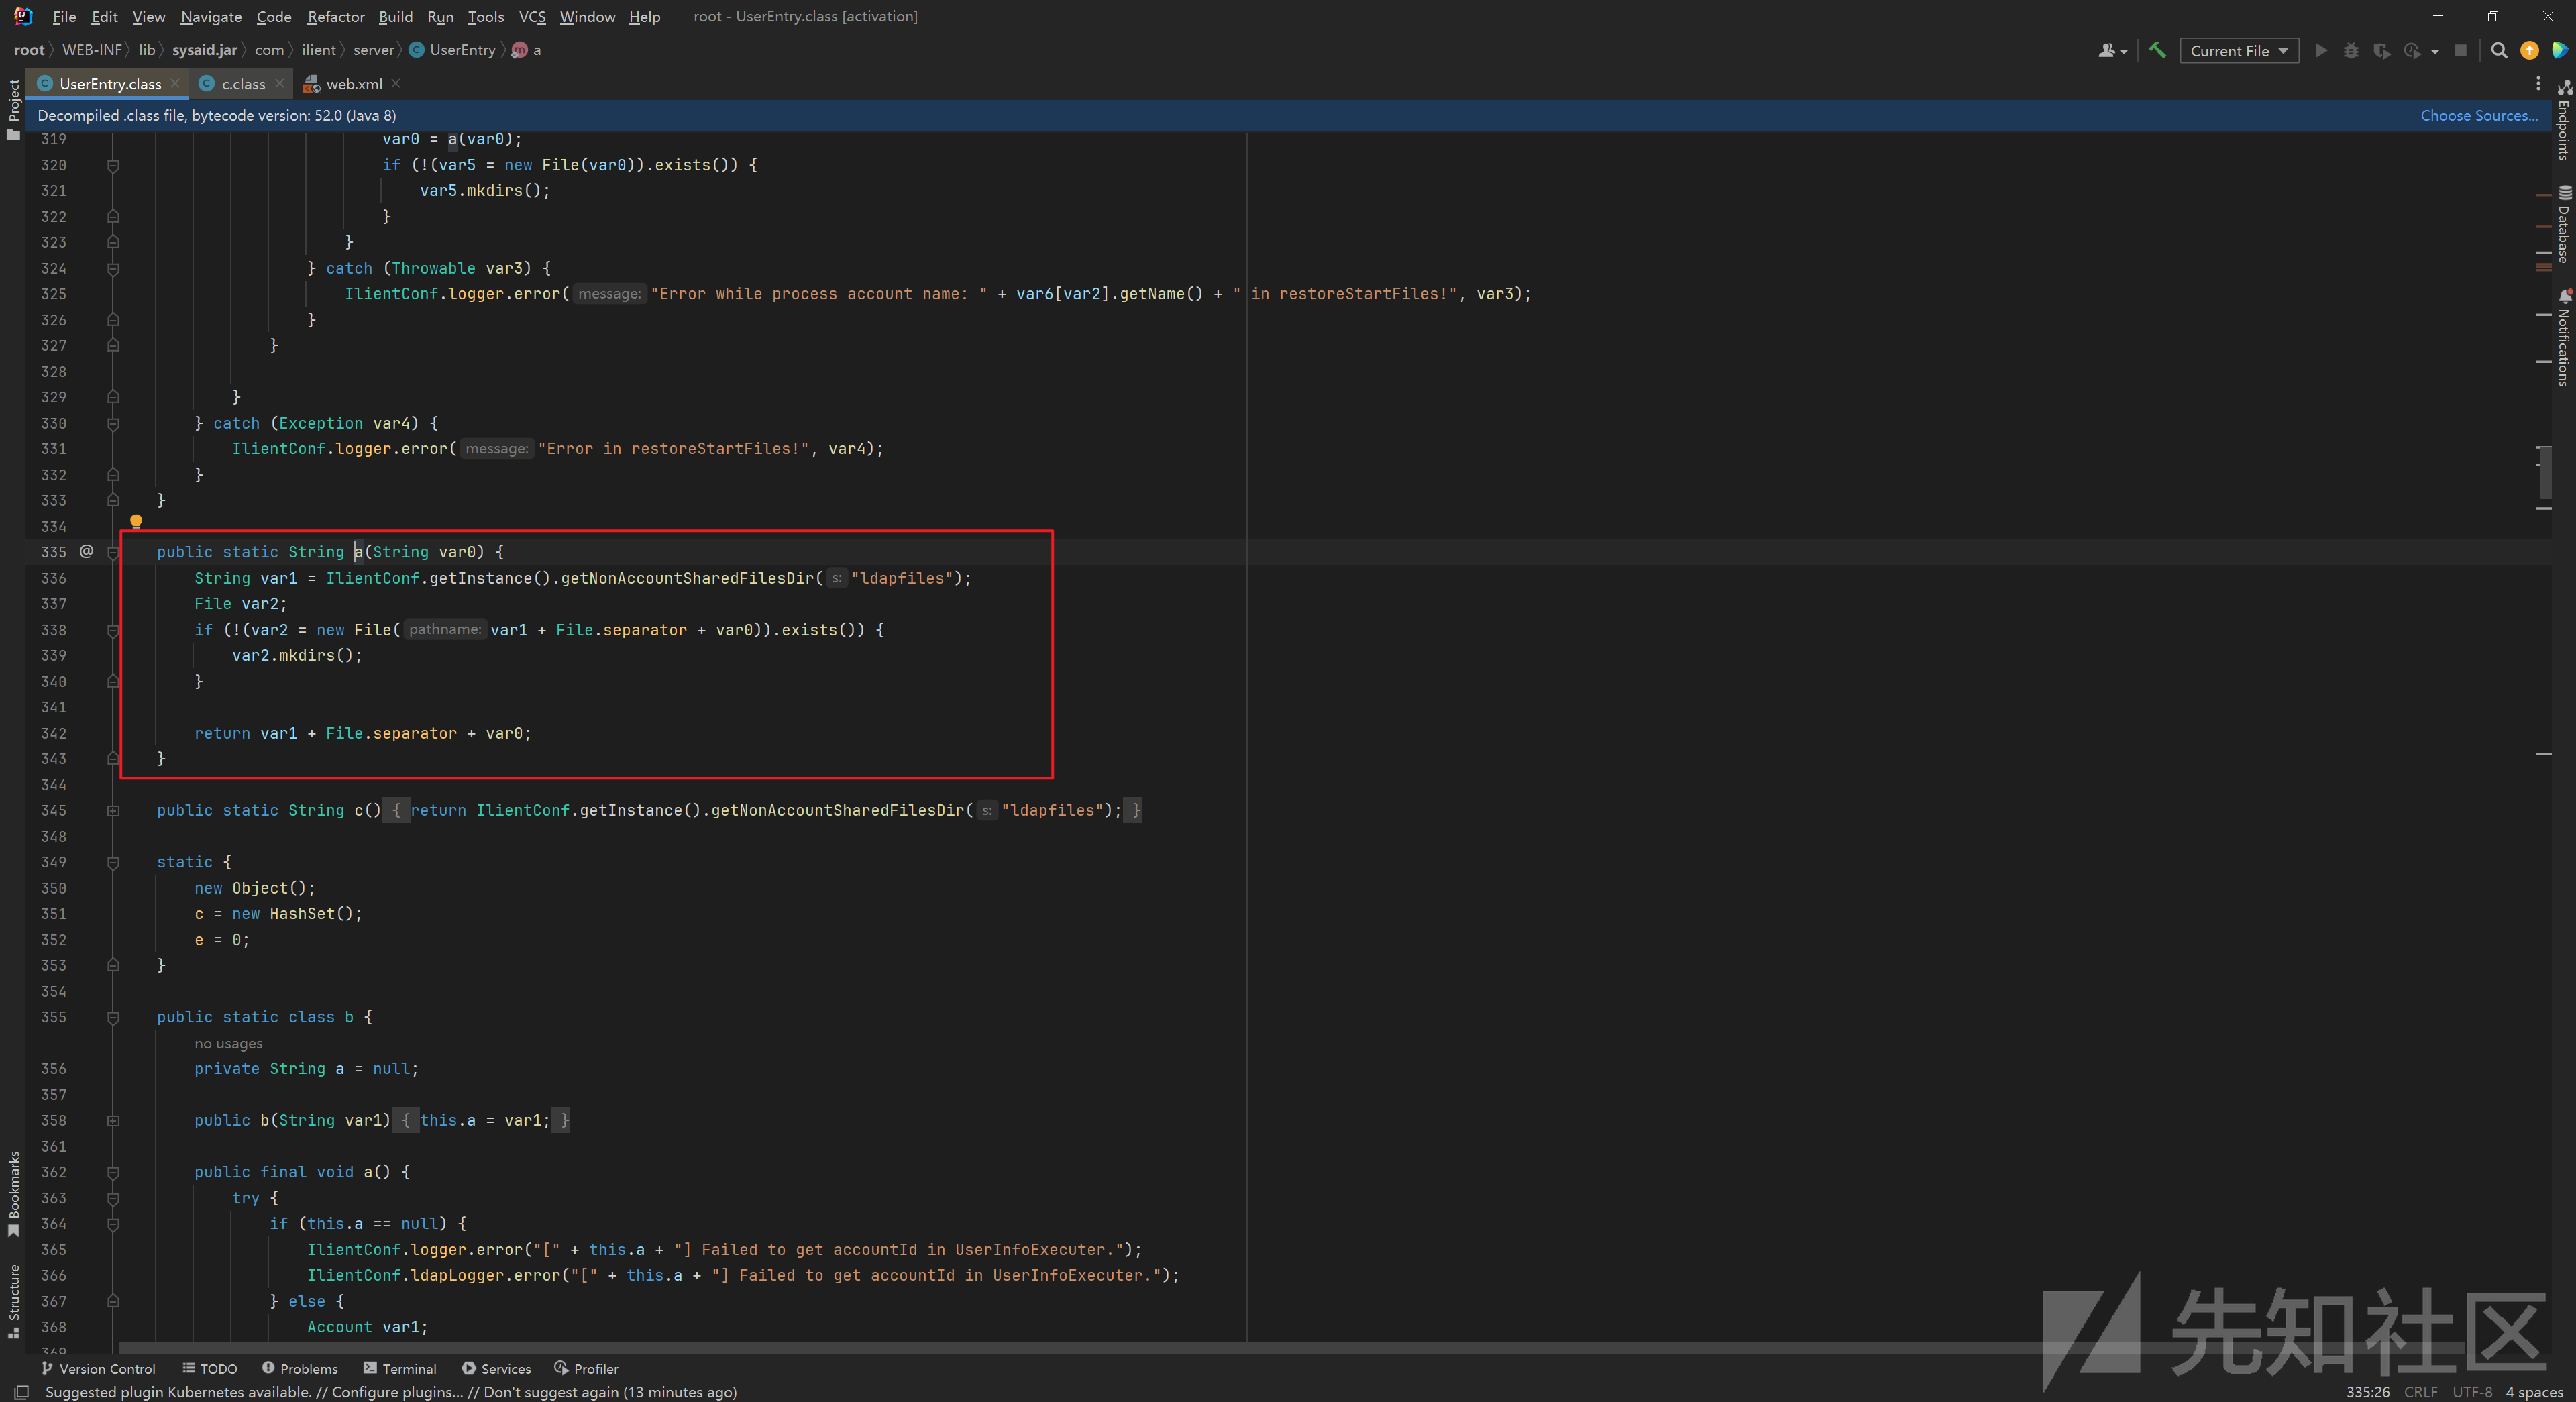 File Edit View Navigate Code Refactor Build Run Tools VCS Window Help root - UserEntry.class [activation]
root WEB-INF lib sysaid.jar com ilient server UserEntry a
Current File
UserEntry.class c.class web.xml
Decompiled .class file, bytecode version: 52.0 (Java 8) Choose Sources...
319 var0 = a(var0);
320 if (!(var5 = new File(var0)).exists()) {
321 var5.mkdirs();
322 }
323 }
324 } catch (Throwable var3) {
325 IlientConf.logger.error( message: "Error while process account name: " + var6[var2].getName() + " in restoreStartFiles!", var3);
326 }
327 }
328
329 }
330 } catch (Exception var4) {
331 IlientConf.logger.error( message: "Error in restoreStartFiles!", var4);
332 }
333 }
334
335 @ public static String a(String var0) {
336 String var1 = IlientConf.getInstance().getNonAccountSharedFilesDir( s: "ldapfiles");
337 File var2;
338 if (!(var2 = new File( pathname: var1 + File.separator + var0)).exists()) {
339 var2.mkdirs();
340 }
341
342 return var1 + File.separator + var0;
343 }
344
345 public static String c() { return IlientConf.getInstance().getNonAccountSharedFilesDir( s: "ldapfiles"); }
348
349 static {
350 new Object();
351 c = new HashSet();
352 e = 0;
353 }
354
355 public static class b {
no usages
356 private String a = null;
357
358 public b(String var1) { this.a = var1; }
361
362 public final void a() {
363 try {
364 if (this.a == null) {
365 IlientConf.logger.error("[" + this.a + "] Failed to get accountId in UserInfoExecuter.");
366 IlientConf.ldapLogger.error("[" + this.a + "] Failed to get accountId in UserInfoExecuter.");
367 } else {
368 Account var1;
369
Project
Bookmarks
Structure
Endpoints
Database
Notifications
先知社区
Version Control TODO Problems Terminal Services Profiler
Suggested plugin Kubernetes available. // Configure plugins... // Don't suggest again (13 minutes ago) 335:26 CRLF UTF-8 4 spaces